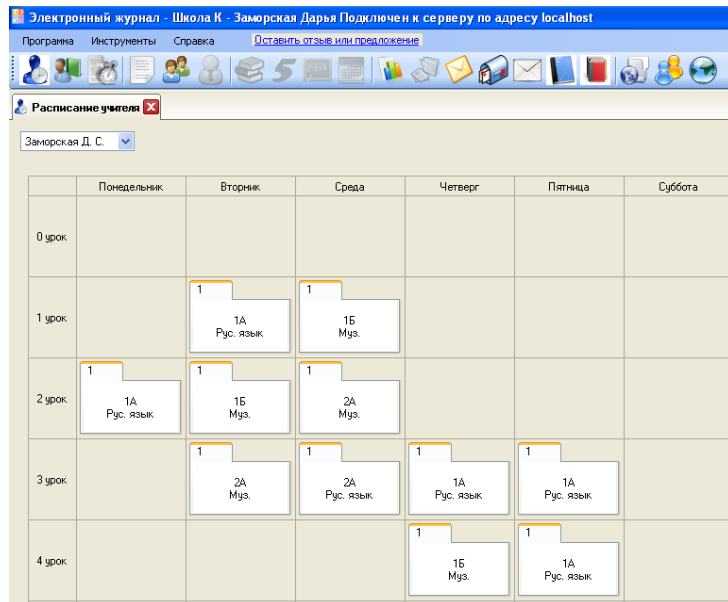 Электронный журнал - Школа К - Заморская Дарья Подключен к серверу по адресу localhost
Программа Инструменты Справка Оставить отзыв или предложение
5
Расписание учителя
Заморская Д. С.
Понедельник Вторник Среда Четверг Пятница Суббота
0 урок
1 1
1 урок 1А 1Б
Рус. язык Муз.
1 1 1
2 урок 1А 1Б 2А
Рус. язык Муз. Муз.
1 1 1 1
3 урок 2А 2А 1А 1А
Муз. Рус. язык Рус. язык Рус. язык
1 1
4 урок 1Б 1А
Муз. Рус. язык